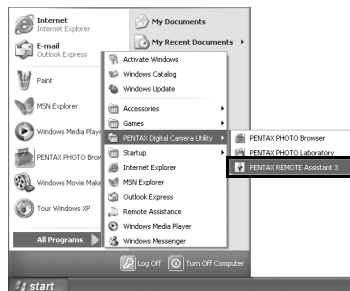 Internet
Internet Explorer
E-mail
Outlook Express
Paint
MSN Explorer
Windows Media Playe
PENTAX PHOTO Brow
Windows Movie Make
Tour Windows XP
All Programs
My Documents
My Recent Documents
Activate Windows
Windows Catalog
Windows Update
Accessories
Games
PENTAX Digital Camera Utility
Startup
Internet Explorer
MSN Explorer
Outlook Express
Remote Assistance
Windows Media Player
Windows Messenger
PENTAX PHOTO Browser
PENTAX PHOTO Laboratory
PENTAX REMOTE Assistant 3
Log Off
Turn Off Computer
start